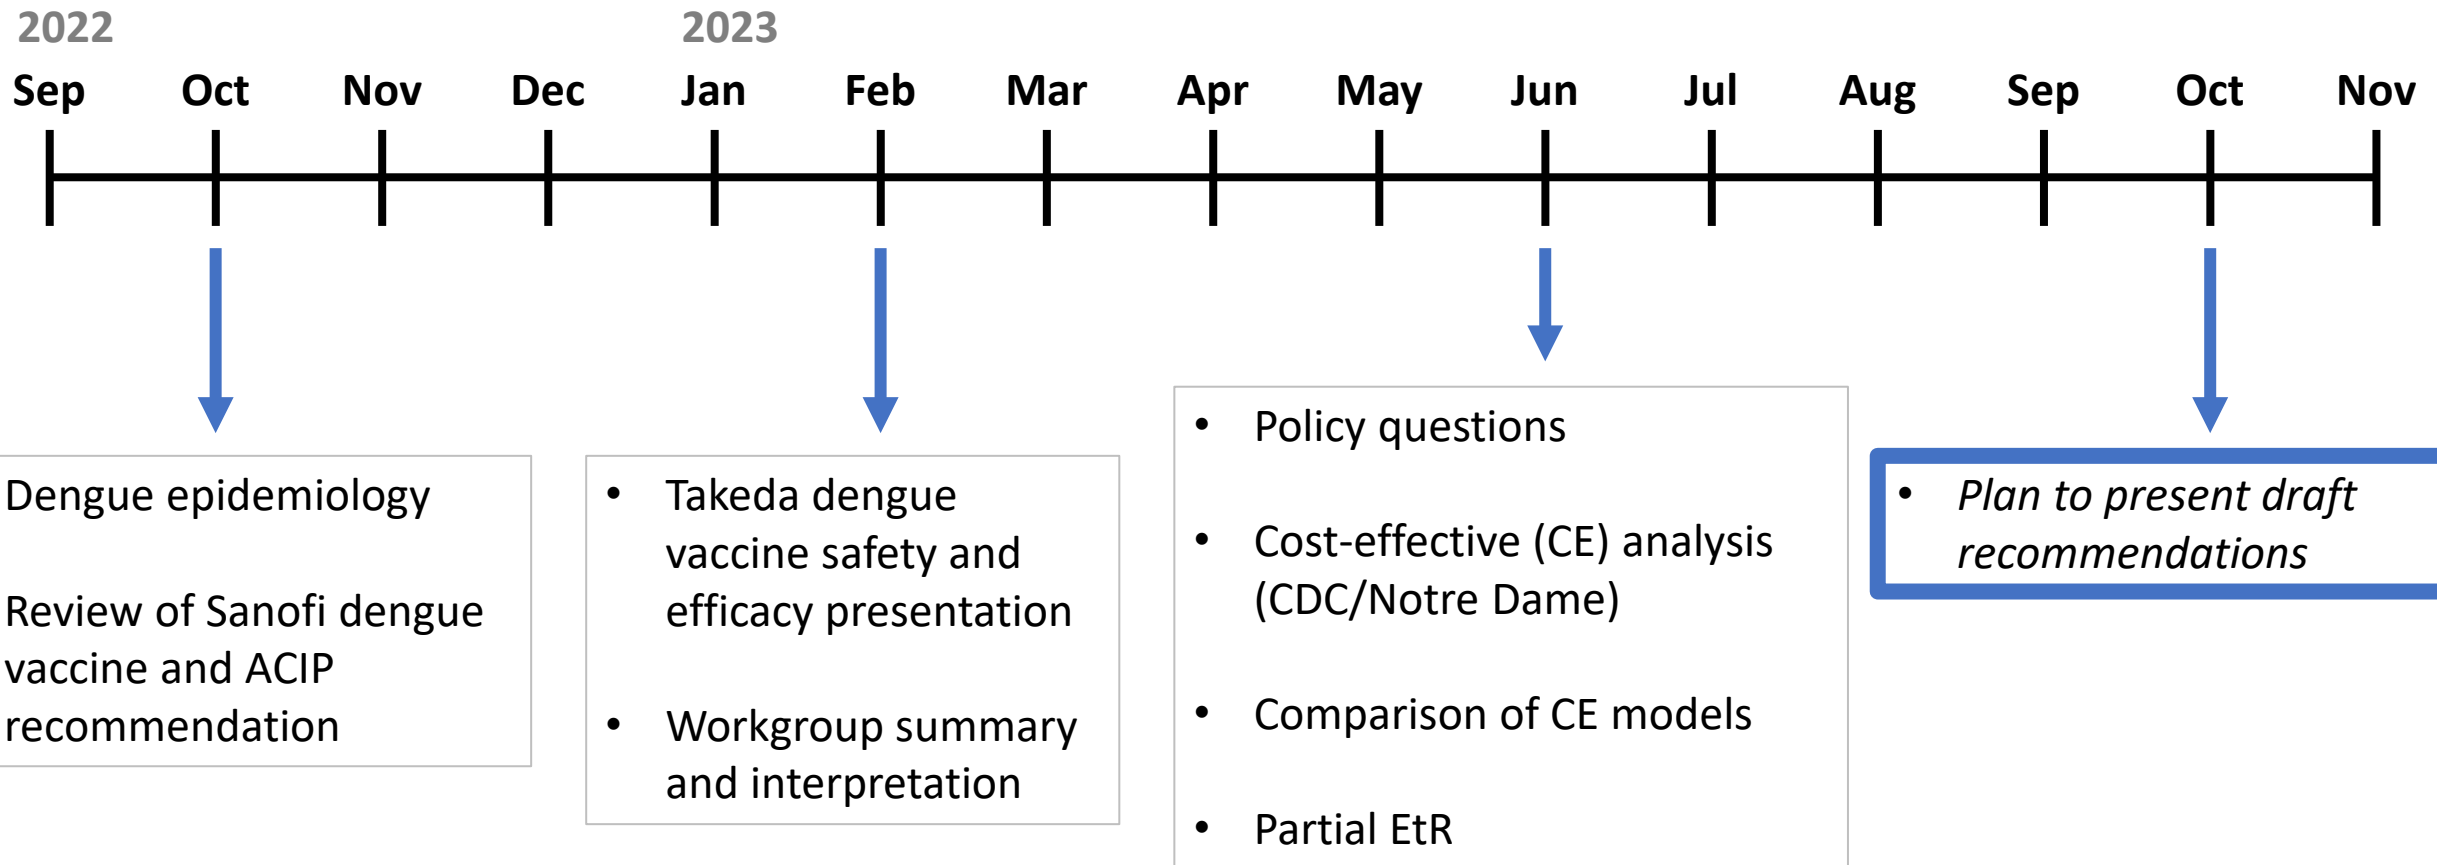 2022 2023
Sep Oct Nov Dec Jan Feb Mar Apr May Jun Jul Aug Sep Oct Nov
Dengue epidemiology
Review of Sanofi dengue
vaccine and ACIP
recommendation
• Takeda dengue
vaccine safety and
efficacy presentation
• Workgroup summary
and interpretation
• Policy questions
• Cost-effective (CE) analysis
(CDC/Notre Dame)
• Comparison of CE models
• Partial EtR
• Plan to present draft
recommendations